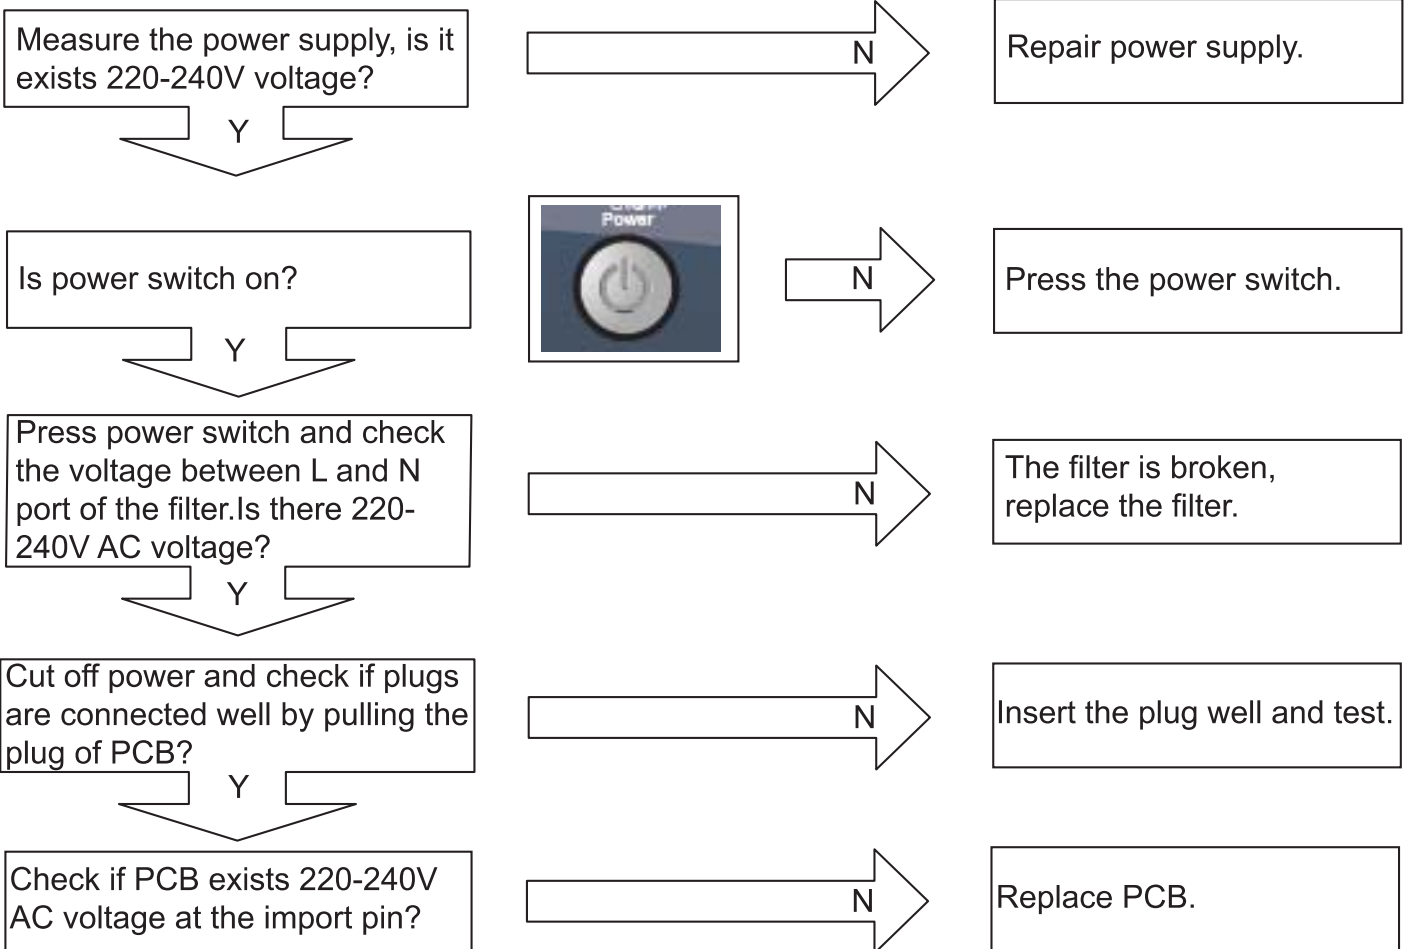 Measure the power supply, is it
exists 220-240V voltage?
N
Repair power supply.
Y
Power
Is power switch on?
N
Press the power switch.
Y
Press power switch and check
the voltage between L and N
port of the filter.Is there 220-
240V AC voltage?
N
The filter is broken,
replace the filter.
Y
Cut off power and check if plugs
are connected well by pulling the
plug of PCB?
N
Insert the plug well and test.
Y
Check if PCB exists 220-240V
AC voltage at the import pin?
N
Replace PCB.